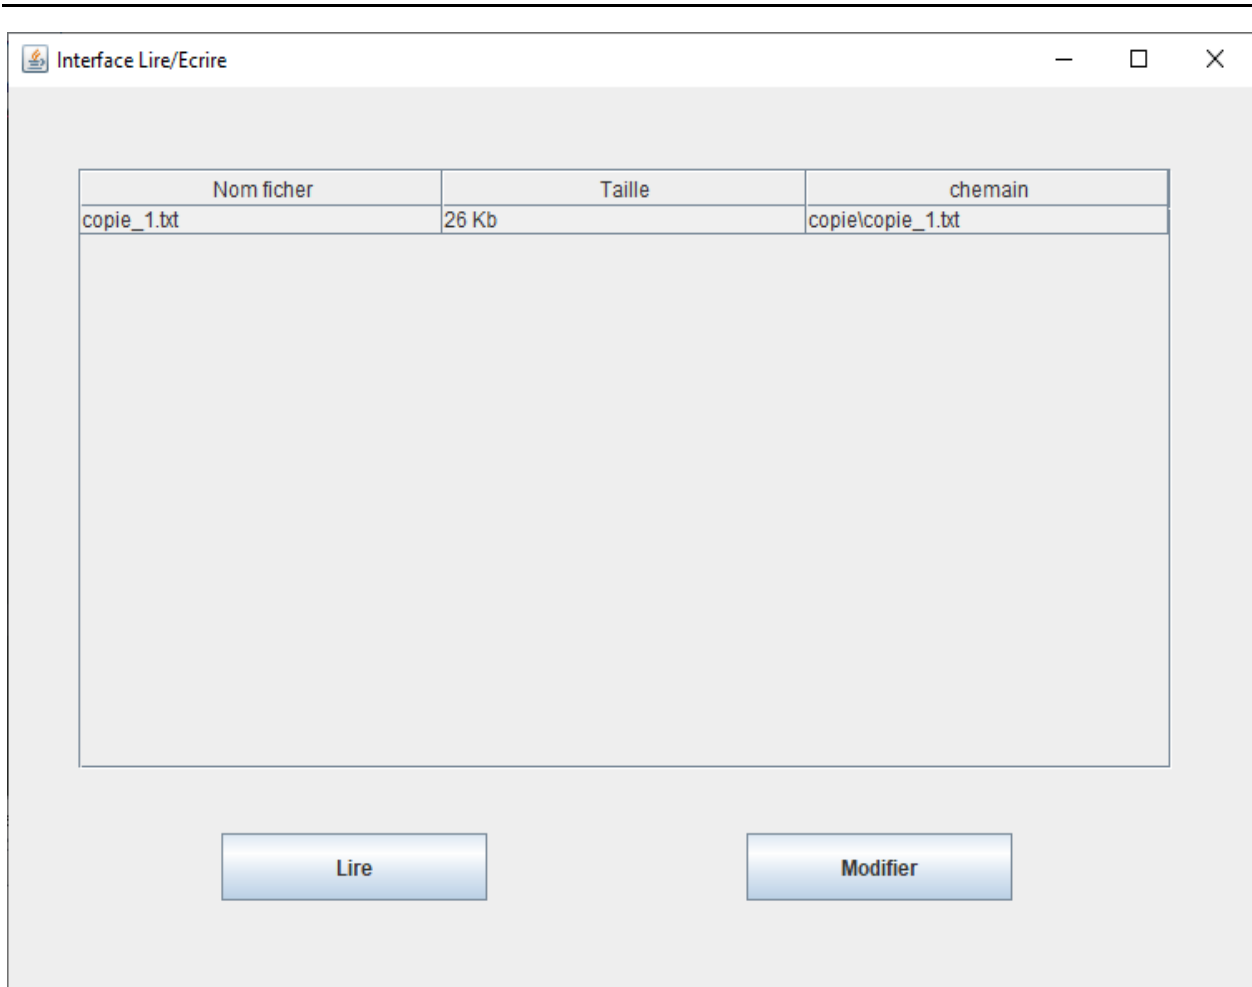 Interface Lire/Ecrire
Nom ficher Taille chemain
copie_1.txt 26 Kb copie\copie_1.txt
Lire Modifier